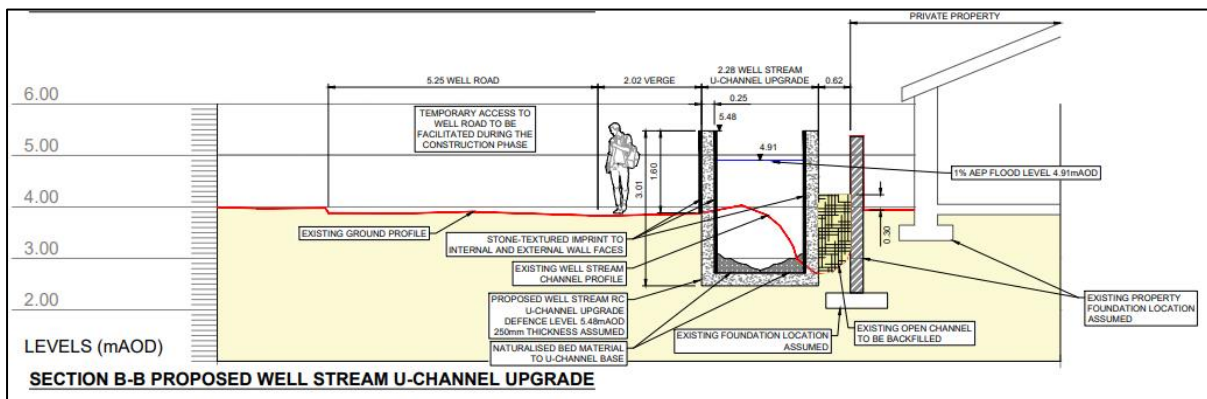 PRIVATE PROPERTY
5.25 WELL ROAD
2.02 VERGE
2.28 WELL STREAM
U-CHANNEL UPGRADE
0.62
0.25
6.00
5.48
TEMPORARY ACCESS TO
WELL ROAD TO BE
FACILITATED DURING THE
CONSTRUCTION PHASE
5.00
4.91
3.01
1.60
1% AEP FLOOD LEVEL 4.91mAOD
4.00
EXISTING GROUND PROFILE
STONE-TEXTURED IMPRINT TO
INTERNAL AND EXTERNAL WALL FACES
0.30
3.00
EXISTING WELL STREAM
CHANNEL PROFILE
PROPOSED WELL STREAM RC
U-CHANNEL UPGRADE
DEFENCE LEVEL 5.48mAOD
250mm THICKNESS ASSUMED
EXISTING PROPERTY
FOUNDATION LOCATION
ASSUMED
2.00
EXISTING FOUNDATION LOCATION
ASSUMED
EXISTING OPEN CHANNEL
TO BE BACKFILLED
NATURALISED BED MATERIAL
TO U-CHANNEL BASE
LEVELS (mAOD)
SECTION B-B PROPOSED WELL STREAM U-CHANNEL UPGRADE